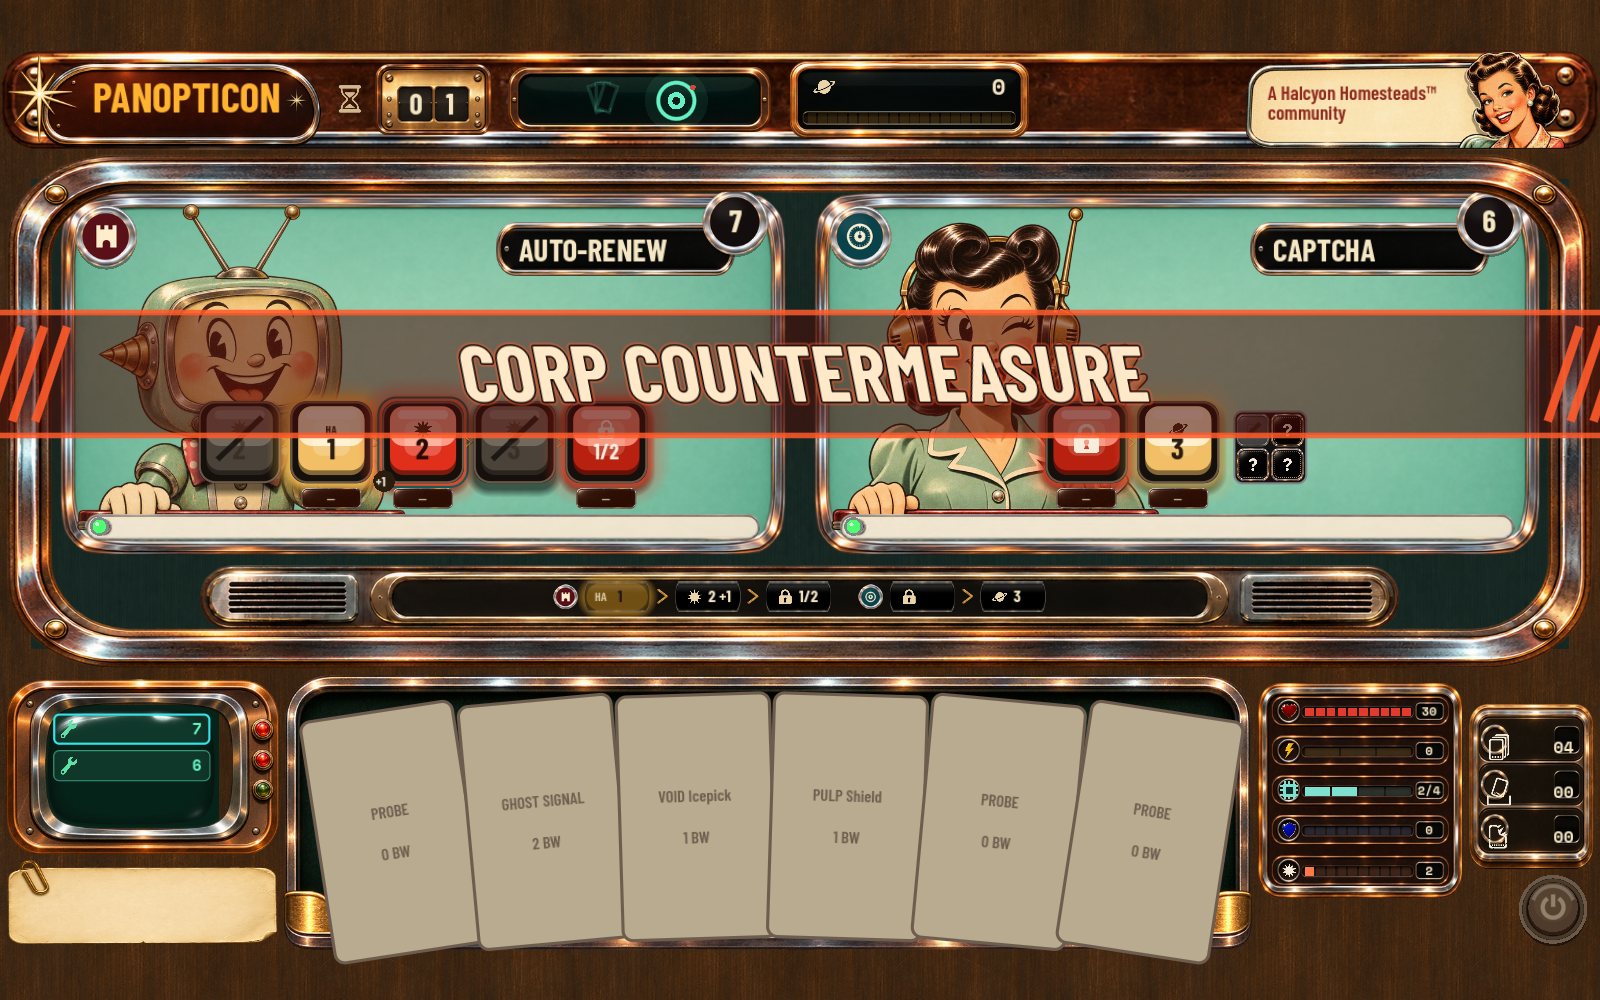 PANOPTICON
0 1
0
A Halcyon Homesteads™
community
AUTO-RENEW
7
CAPTCHA
6
CORP COUNTERMEASURE
2
HA
1
2
3
1/2
+1
–
–
–
3
?
?
?
–
–
HA 1
2 +1
1/2
3
7
6
PROBE
0 BW
GHOST SIGNAL
2 BW
VOID Icepick
1 BW
PULP Shield
1 BW
PROBE
0 BW
PROBE
0 BW
30
0
2/4
0
2
04
00
00